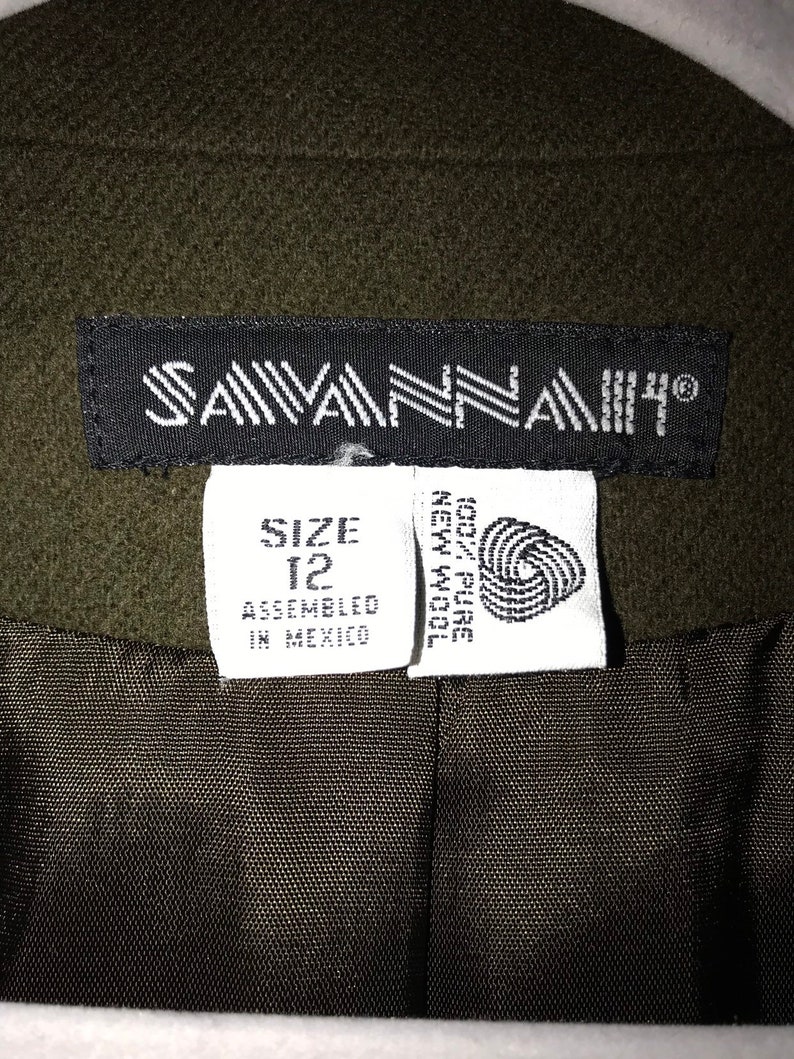 SAVANNAH®
SIZE
12
ASSEMBLED
IN MEXICO
100% PURE
NEW WOOL